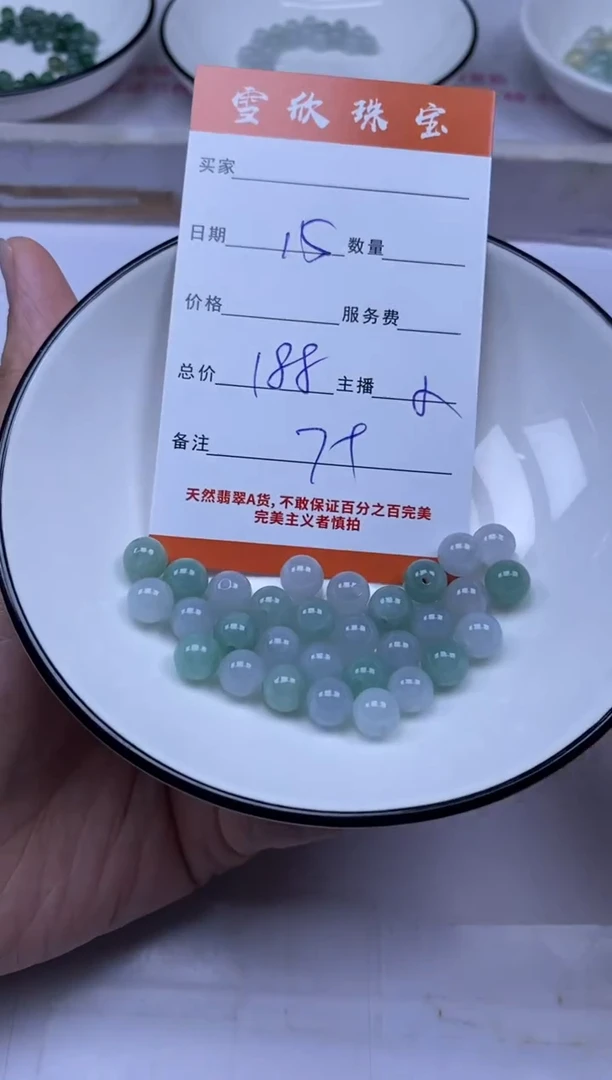 雪欣珠宝
买家
日期 15 数量
价格 服务费
总价 188 主播
备注
天然翡翠A货,不敢保证百分之百完美
完美主义者慎拍